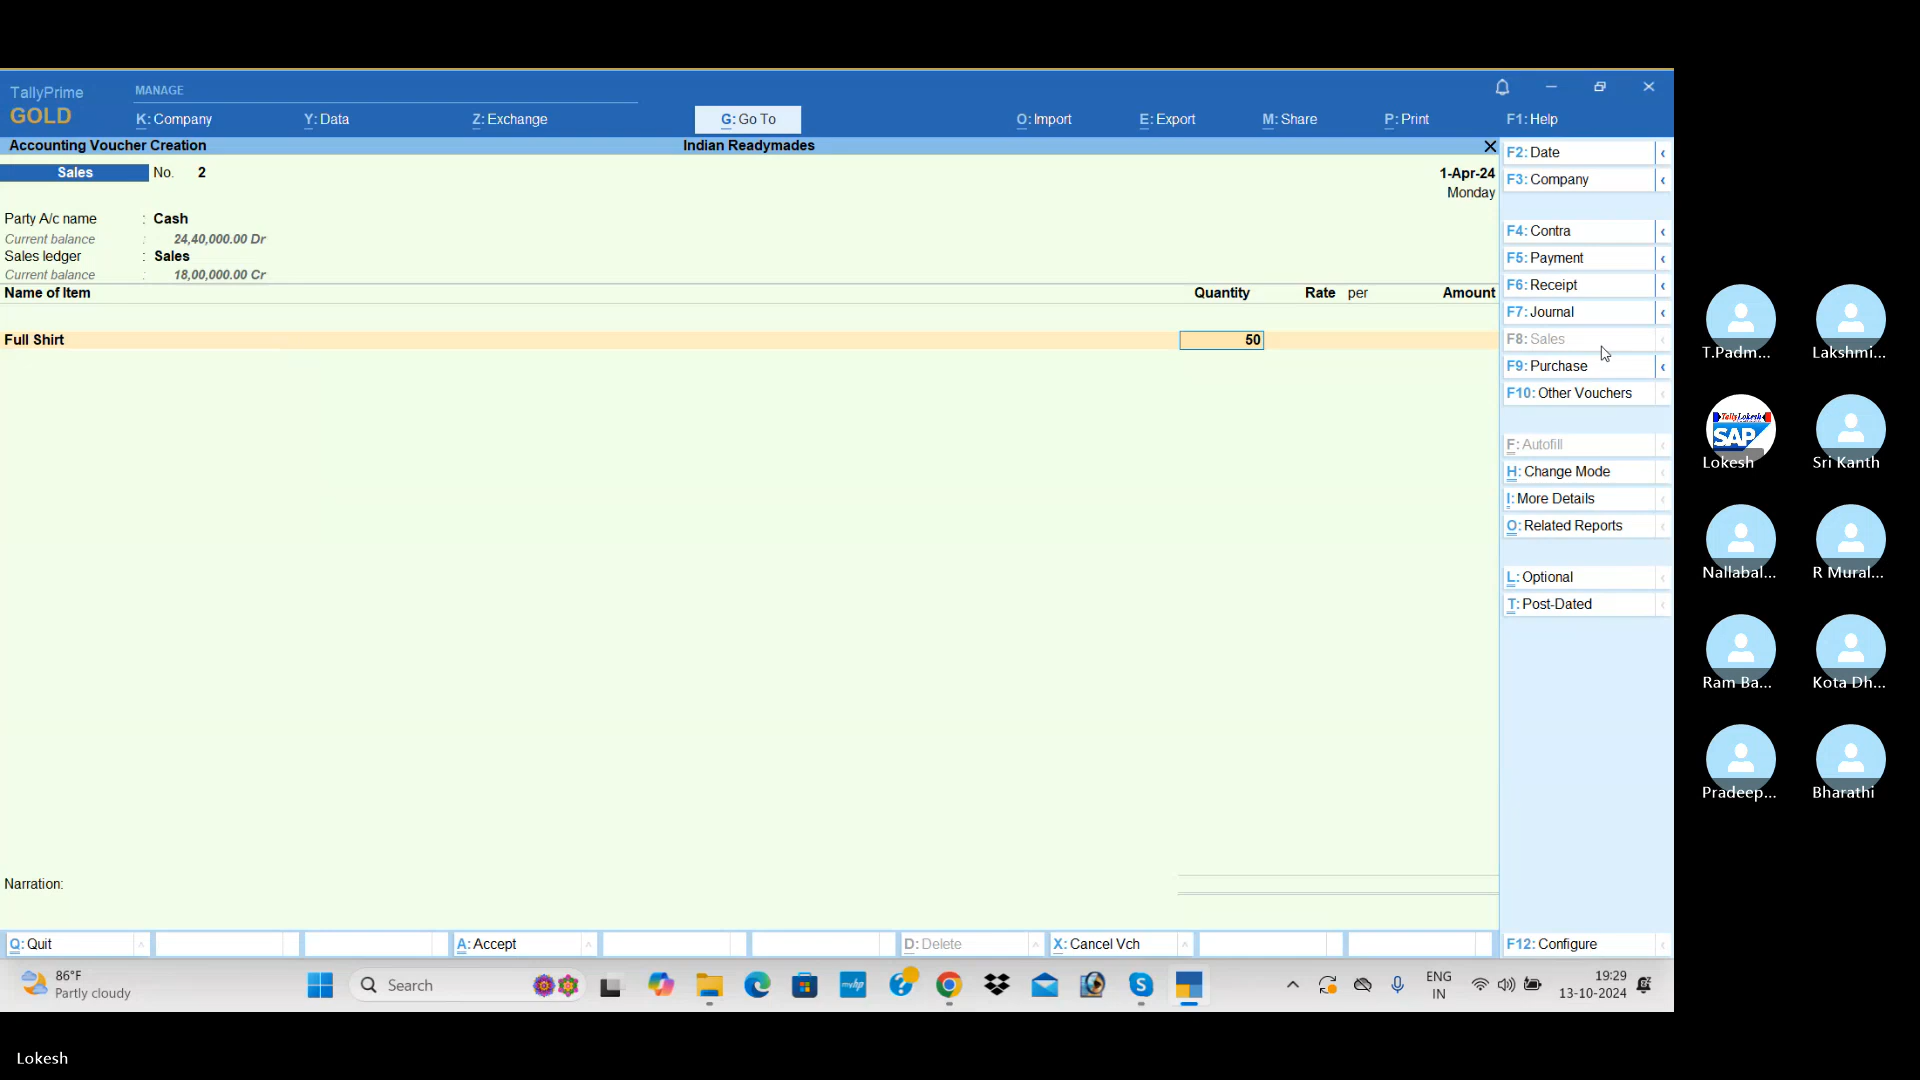 TallyPrime
GOLD
MANAGE
K: Company
Y: Data
Z: Exchange
G: Go To
O: Import
E: Export
M: Share
P: Print
F1: Help
Accounting Voucher Creation
Indian Readymades
Sales No. 2
1-Apr-24
Monday
Party A/c name : Cash
Current balance : 24,40,000.00 Dr
Sales ledger : Sales
Current balance : 18,00,000.00 Cr
Name of Item Quantity Rate per Amount
Full Shirt 50
Narration:
F2: Date
F3: Company
F4: Contra
F5: Payment
F6: Receipt
F7: Journal
F8: Sales
F9: Purchase
F10: Other Vouchers
F: Autofill
H: Change Mode
I: More Details
O: Related Reports
L: Optional
T: Post-Dated
F12: Configure
Q: Quit
A: Accept
D: Delete
X: Cancel Vch
86°F
Partly cloudy
Search
myhp
ENG
IN
19:29
13-10-2024
T.Padm...
Lakshmi...
TallyLokesh
SAP
Lokesh
Sri Kanth
Nallabal...
R Mural...
Ram Ba...
Kota Dh...
Pradeep...
Bharathi
Lokesh